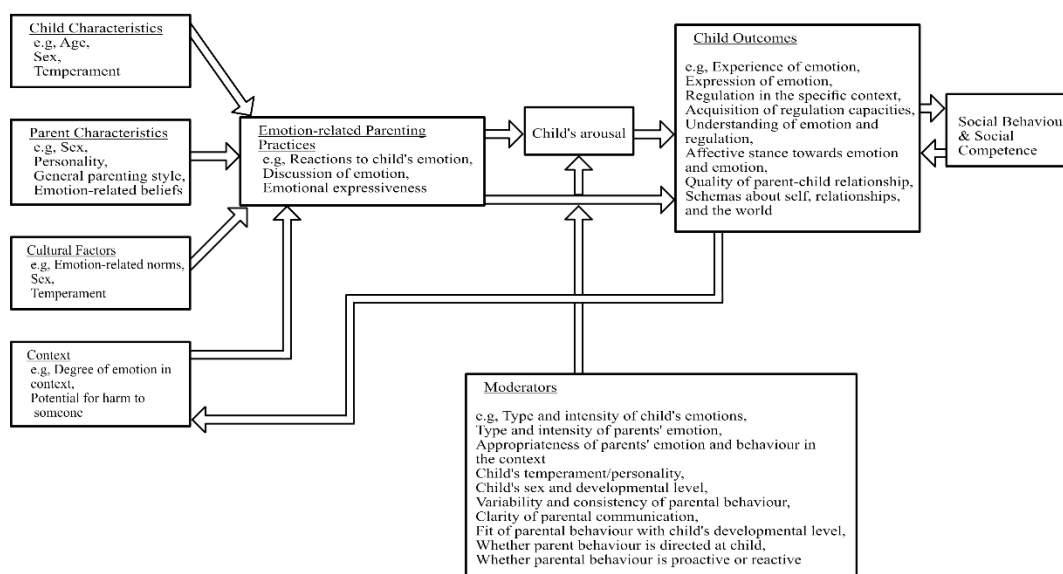 Child Characteristics
e.g, Age,
Sex,
Temperament
Parent Characteristics
e.g, Sex,
Personality,
General parenting style,
Emotion-related beliefs
Cultural Factors
e.g, Emotion-related norms,
Sex,
Temperament
Context
e.g, Degree of emotion in
context,
Potential for harm to
someone
Emotion-related Parenting
Practices
e.g, Reactions to child's emotion,
Discussion of emotion,
Emotional expressiveness
Child's arousal
Child Outcomes
e.g, Experience of emotion,
Expression of emotion,
Regulation in the specific context,
Acquisition of regulation capacities,
Understanding of emotion and
regulation,
Affective stance towards emotion
and emotion,
Quality of parent-child relationship,
Schemas about self, relationships,
and the world
Social Behaviour
& Social
Competence
Moderators
e.g, Type and intensity of child's emotions,
Type and intensity of parents' emotion,
Appropriateness of parents' emotion and behaviour in
the context
Child's temperament/personality,
Child's sex and developmental level,
Variability and consistency of parental behaviour,
Clarity of parental communication,
Fit of parental behaviour with child's developmental level,
Whether parent behaviour is directed at child,
Whether parental behaviour is proactive or reactive